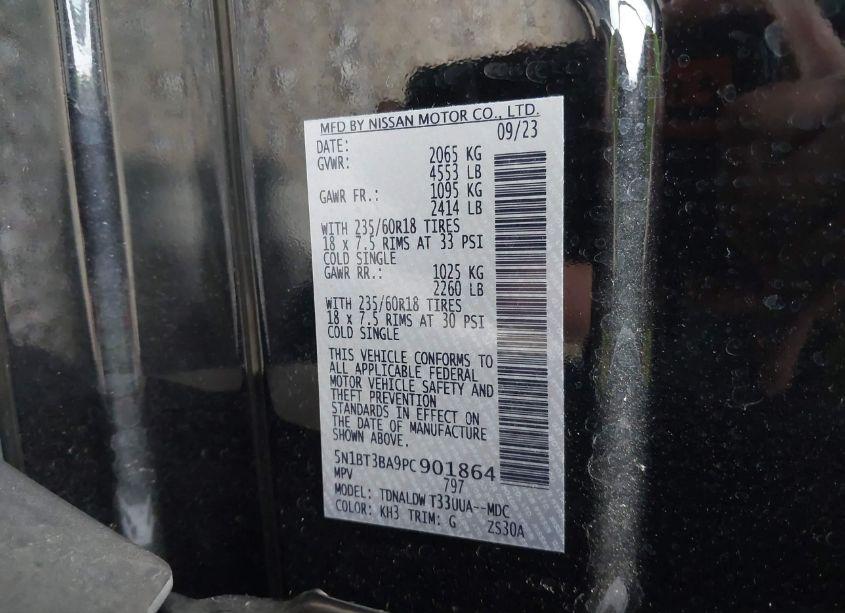 MFD BY NISSAN MOTOR CO., LTD.
DATE: 09/23
GVWR: 2065 KG
4553 LB
GAWR FR.: 1095 KG
2414 LB
WITH 235/60R18 TIRES
18 x 7.5 RIMS AT 33 PSI
COLD SINGLE
GAWR RR.: 1025 KG
2260 LB
WITH 235/60R18 TIRES
18 x 7.5 RIMS AT 30 PSI
COLD SINGLE
THIS VEHICLE CONFORMS TO
ALL APPLICABLE FEDERAL
MOTOR VEHICLE SAFETY AND
THEFT PREVENTION
STANDARDS IN EFFECT ON
THE DATE OF MANUFACTURE
SHOWN ABOVE.
5N1BT3BA9PC901864
MPV 797
MODEL: TDNALDW T33UUA--MDC
COLOR: KH3 TRIM: G ZS30A